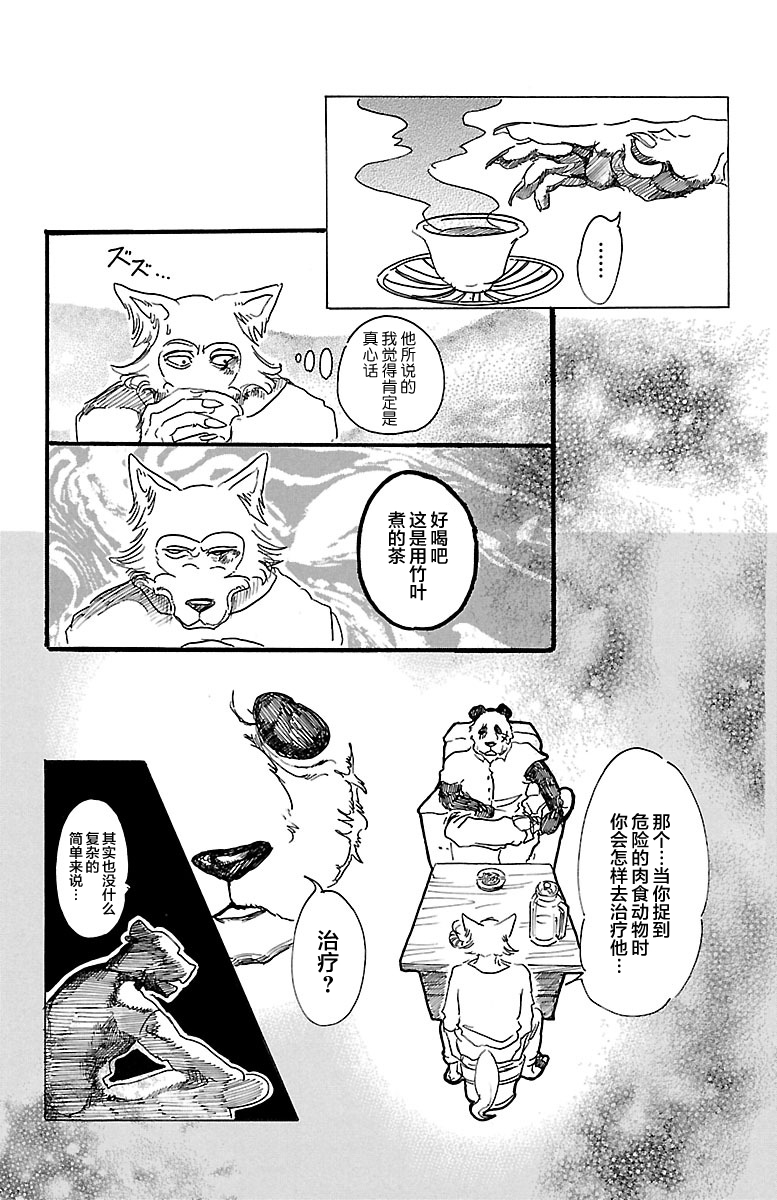 ……
ズズ…
他所说的
我觉得肯定是
真心话
好喝吧
这是用竹叶
煮的茶
那个…当你捉到
危险的肉食动物时
你会怎样去治疗他…
治疗？
其实也没什么
复杂的
简单来说…